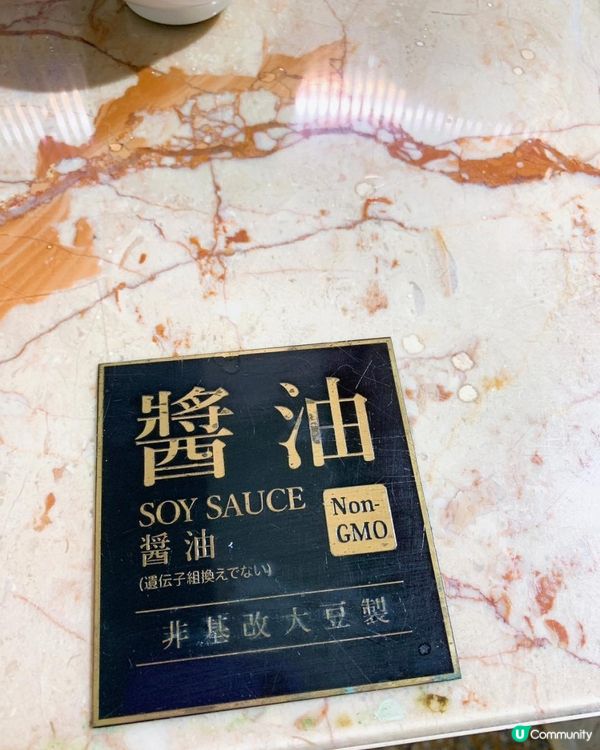 醬油
SOY SAUCE
Non-
GMO
醤油
(遺伝子組換えでない)
非基改大豆製
U Community